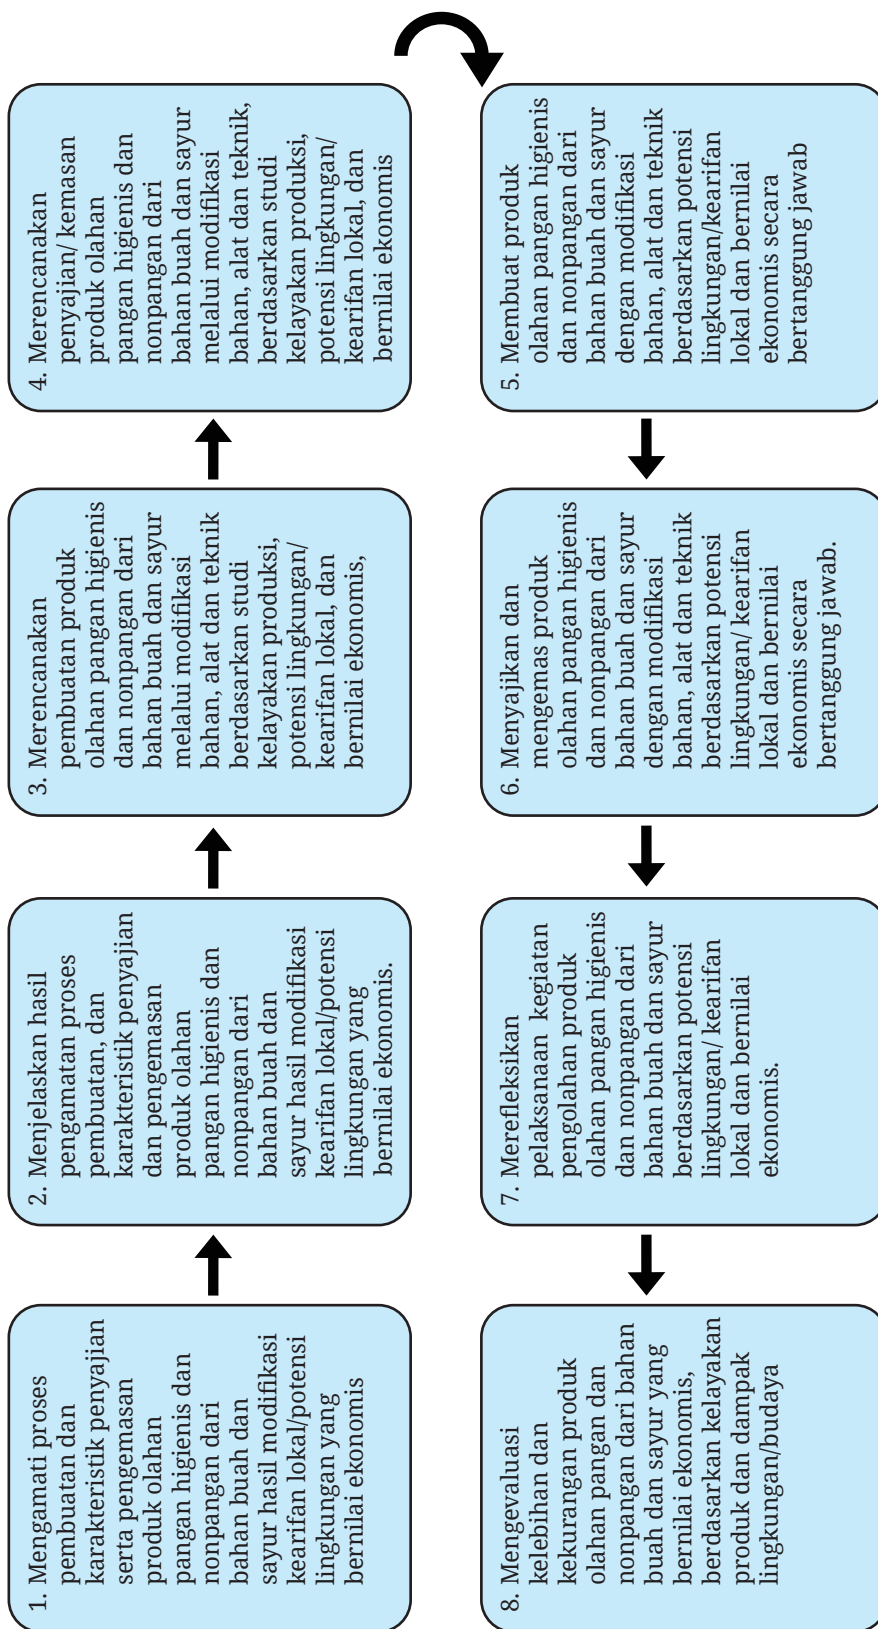 1. Mengamati proses
pembuatan dan
karakteristik penyajian
serta pengemasan
produk olahan
pangan higienis dan
nonpangan dari
bahan buah dan
sayur hasil modifikasi
kearifan lokal/potensi
lingkungan yang
bernilai ekonomis
2. Menjelaskan hasil
pengamatan proses
pembuatan, dan
karakteristik penyajian
dan pengemasan
produk olahan
pangan higienis dan
nonpangan dari
bahan buah dan
sayur hasil modifikasi
kearifan lokal/potensi
lingkungan yang
bernilai ekonomis.
3. Merencanakan
pembuatan produk
olahan pangan higienis
dan nonpangan dari
bahan buah dan sayur
melalui modifikasi
bahan, alat dan teknik
berdasarkan studi
kelayakan produksi,
potensi lingkungan/
kearifan lokal, dan
bernilai ekonomis,
4. Merencanakan
penyajian/ kemasan
produk olahan
pangan higienis dan
nonpangan dari
bahan buah dan sayur
melalui modifikasi
bahan, alat dan teknik,
berdasarkan studi
kelayakan produksi,
potensi lingkungan/
kearifan lokal, dan
bernilai ekonomis
5. Membuat produk
olahan pangan higienis
dan nonpangan dari
bahan buah dan sayur
dengan modifikasi
bahan, alat dan teknik
berdasarkan potensi
lingkungan/kearifan
lokal dan bernilai
ekonomis secara
bertanggung jawab
6. Menyajikan dan
mengemas produk
olahan pangan higienis
dan nonpangan dari
bahan buah dan sayur
dengan modifikasi
bahan, alat dan teknik
berdasarkan potensi
lingkungan/ kearifan
lokal dan bernilai
ekonomis secara
bertanggung jawab.
7. Merefleksikan
pelaksanaan kegiatan
pengolahan produk
olahan pangan higienis
dan nonpangan dari
bahan buah dan sayur
berdasarkan potensi
lingkungan/ kearifan
lokal dan bernilai
ekonomis.
8. Mengevaluasi
kelebihan dan
kekurangan produk
olahan pangan dan
nonpangan dari bahan
buah dan sayur yang
bernilai ekonomis,
berdasarkan kelayakan
produk dan dampak
lingkungan/budaya